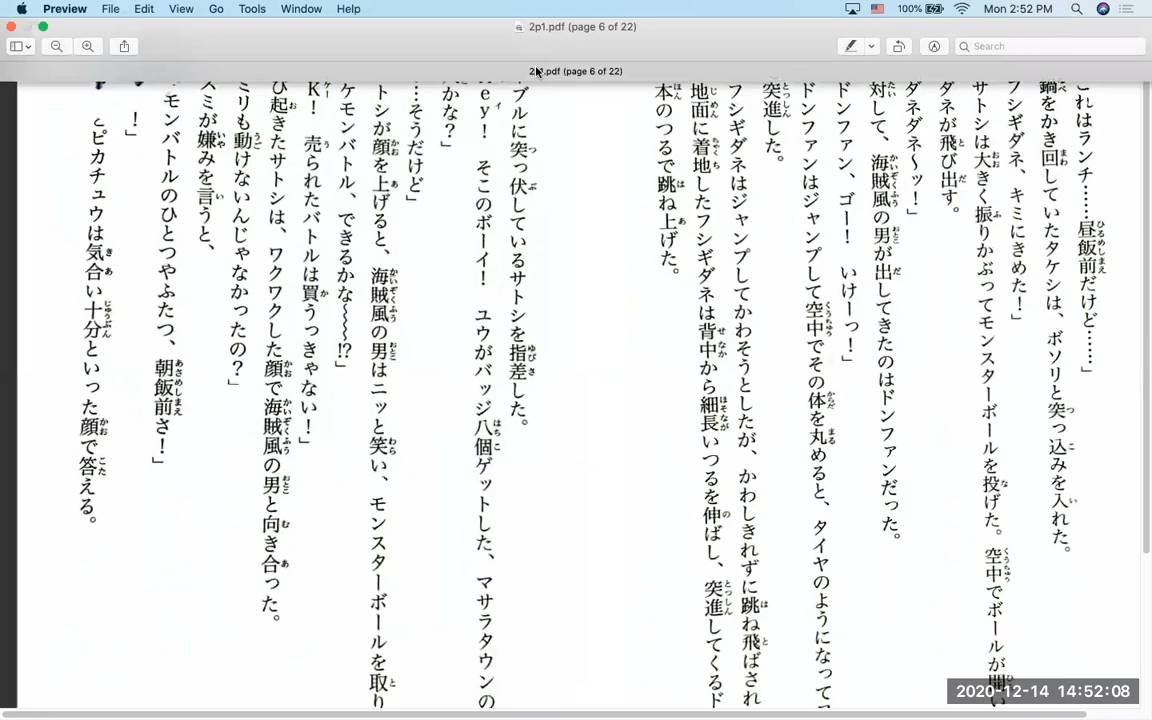 Preview File Edit View Go Tools Window Help 100% Mon 2:52 PM
2p1.pdf (page 6 of 22)
Search
.pdf (page 6 of 22)
これはランチ……昼飯前だけど……」
鍋をかき回していたタケシは、ボソリと突っ込みを入れた。
フシギダネ、キミにきめた！」
サトシは大きく振りかぶってモンスターボールを投げた。空中でボールが開い
ダネが飛び出す。
ダネダネ～ッ！」
対して、海賊風の男が出してきたのはドンファンだった。
ドンファン、ゴー！　いけーっ！」
ドンファンはジャンプして空中でその体を丸めると、タイヤのようになって
突進した。
フシギダネはジャンプしてかわそうとしたが、かわしきれずに跳ね飛ばされ
地面に着地したフシギダネは背中から細長いつるを伸ばし、突進してくるド
本のつるで跳ね上げた。
ブルに突っ伏しているサトシを指差した。
ey！　そこのボーイ！　ユウがバッジ八個ゲットした、マサラタウンの
かな？」
…そうだけど」
トシが顔を上げると、海賊風の男はニッと笑い、モンスターボールを取り
ケモンバトル、できるかな～～～⁉」
K！　売られたバトルは買うっきゃない！」
び起きたサトシは、ワクワクした顔で海賊風の男と向き合った。
ミリも動けないんじゃなかったの？」
スミが嫌みを言うと、
モンバトルのひとつやふたつ、朝飯前さ！」
！」
とピカチュウは気合い十分といった顔で答える。
2020-12-14 14:52:08